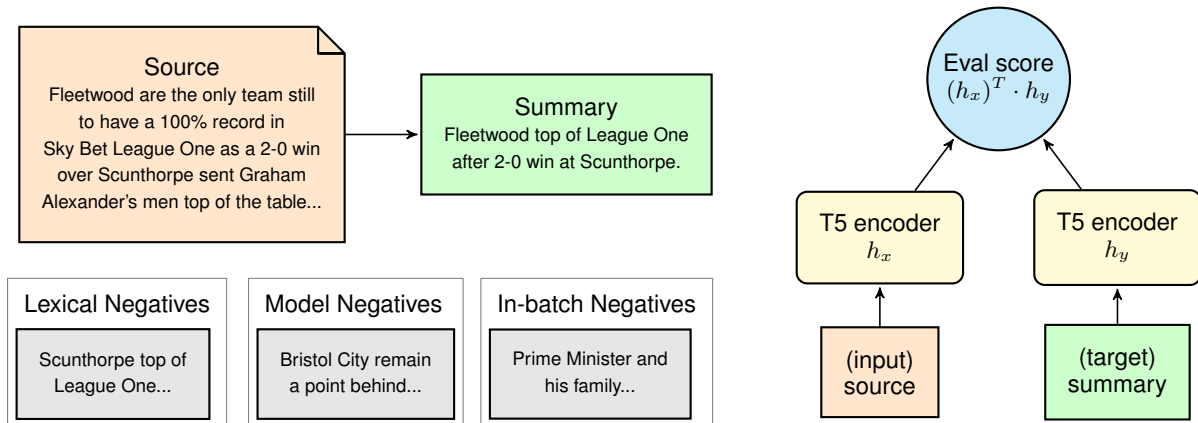 Source
Fleetwood are the only team still
to have a 100% record in
Sky Bet League One as a 2-0 win
over Scunthorpe sent Graham
Alexander's men top of the table...
Summary
Fleetwood top of League One
after 2-0 win at Scunthorpe.
Lexical Negatives
Scunthorpe top of
League One...
Model Negatives
Bristol City remain
a point behind...
In-batch Negatives
Prime Minister and
his family...
Eval score
(h_x)^T · h_y
T5 encoder
h_x
T5 encoder
h_y
(input)
source
(target)
summary